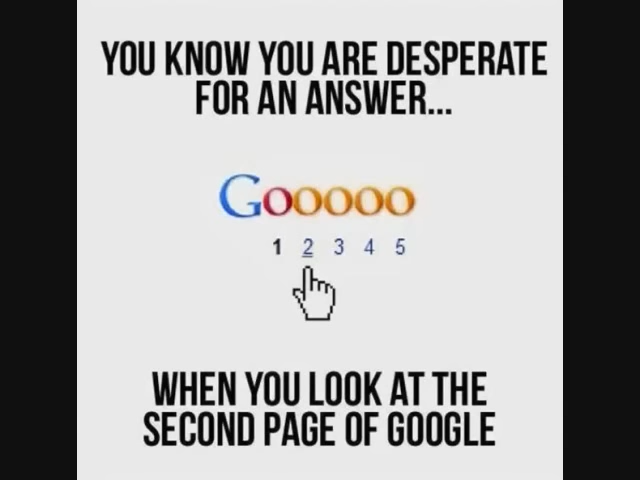 YOU KNOW YOU ARE DESPERATE
FOR AN ANSWER...
Gooooo
1 2 3 4 5
WHEN YOU LOOK AT THE
SECOND PAGE OF GOOGLE